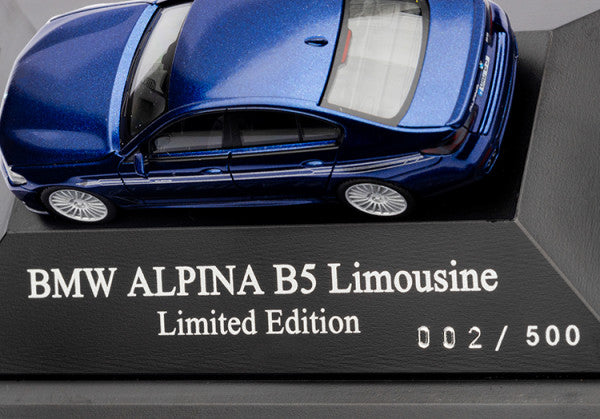 BMW ALPINA B5 Limousine
Limited Edition
002 / 500